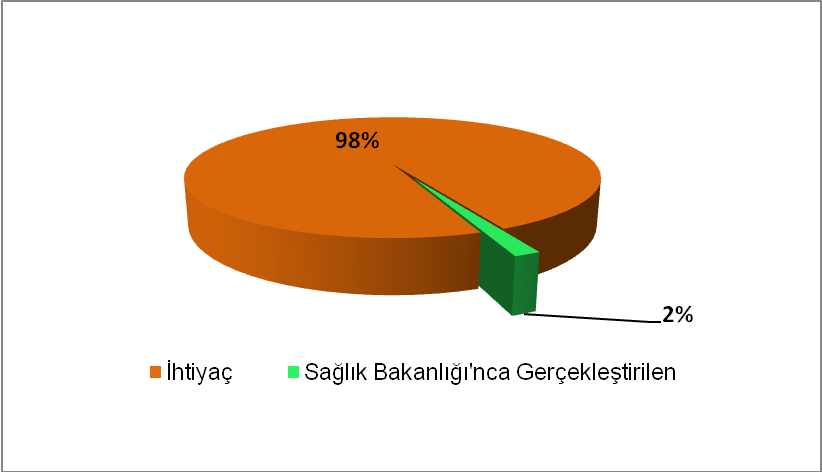 98%
2%
İhtiyaç
Sağlık Bakanlığı'nca Gerçekleştirilen